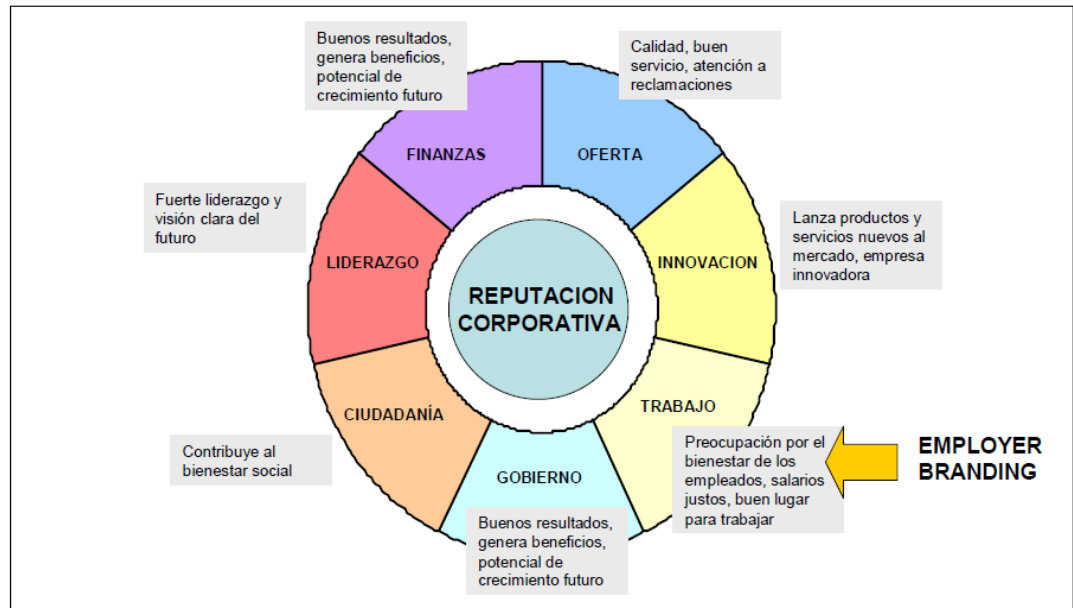 Buenos resultados,
genera beneficios,
potencial de
crecimiento futuro
Calidad, buen
servicio, atención a
reclamaciones
FINANZAS
OFERTA
Fuerte liderazgo y
visión clara del
futuro
LIDERAZGO
INNOVACION
Lanza productos y
servicios nuevos al
mercado, empresa
innovadora
REPUTACION
CORPORATIVA
CIUDADANÍA
TRABAJO
Contribuye al
bienestar social
GOBIERNO
Preocupación por el
bienestar de los
empleados, salarios
justos, buen lugar
para trabajar
EMPLOYER
BRANDING
Buenos resultados,
genera beneficios,
potencial de
crecimiento futuro